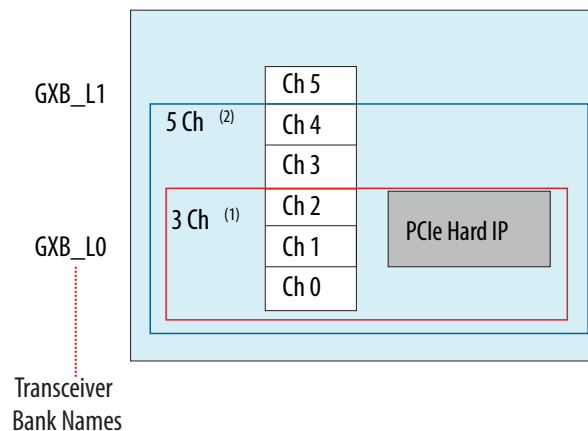 Ch 5
GXB_L1
5 Ch (2)
Ch 4
Ch 3
3 Ch (1)
Ch 2
PCIe Hard IP
GXB_L0
Ch 1
Ch 0
Transceiver
Bank Names